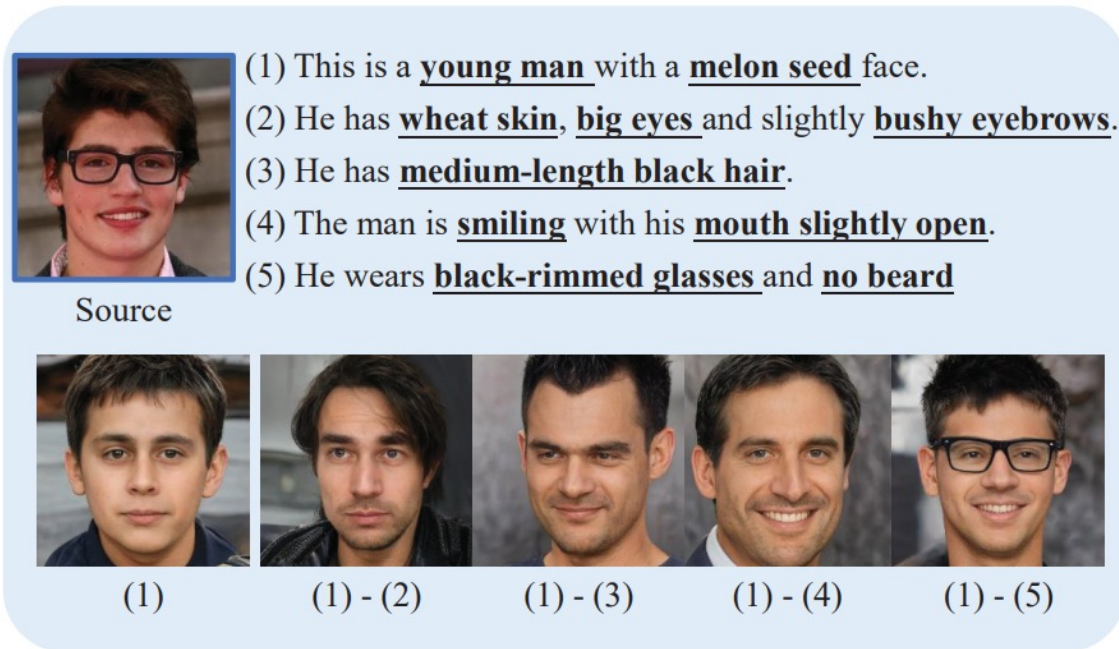 (1) This is a young man with a melon seed face.
(2) He has wheat skin, big eyes and slightly bushy eyebrows.
(3) He has medium-length black hair.
(4) The man is smiling with his mouth slightly open.
(5) He wears black-rimmed glasses and no beard
Source
(1)
(1) - (2)
(1) - (3)
(1) - (4)
(1) - (5)